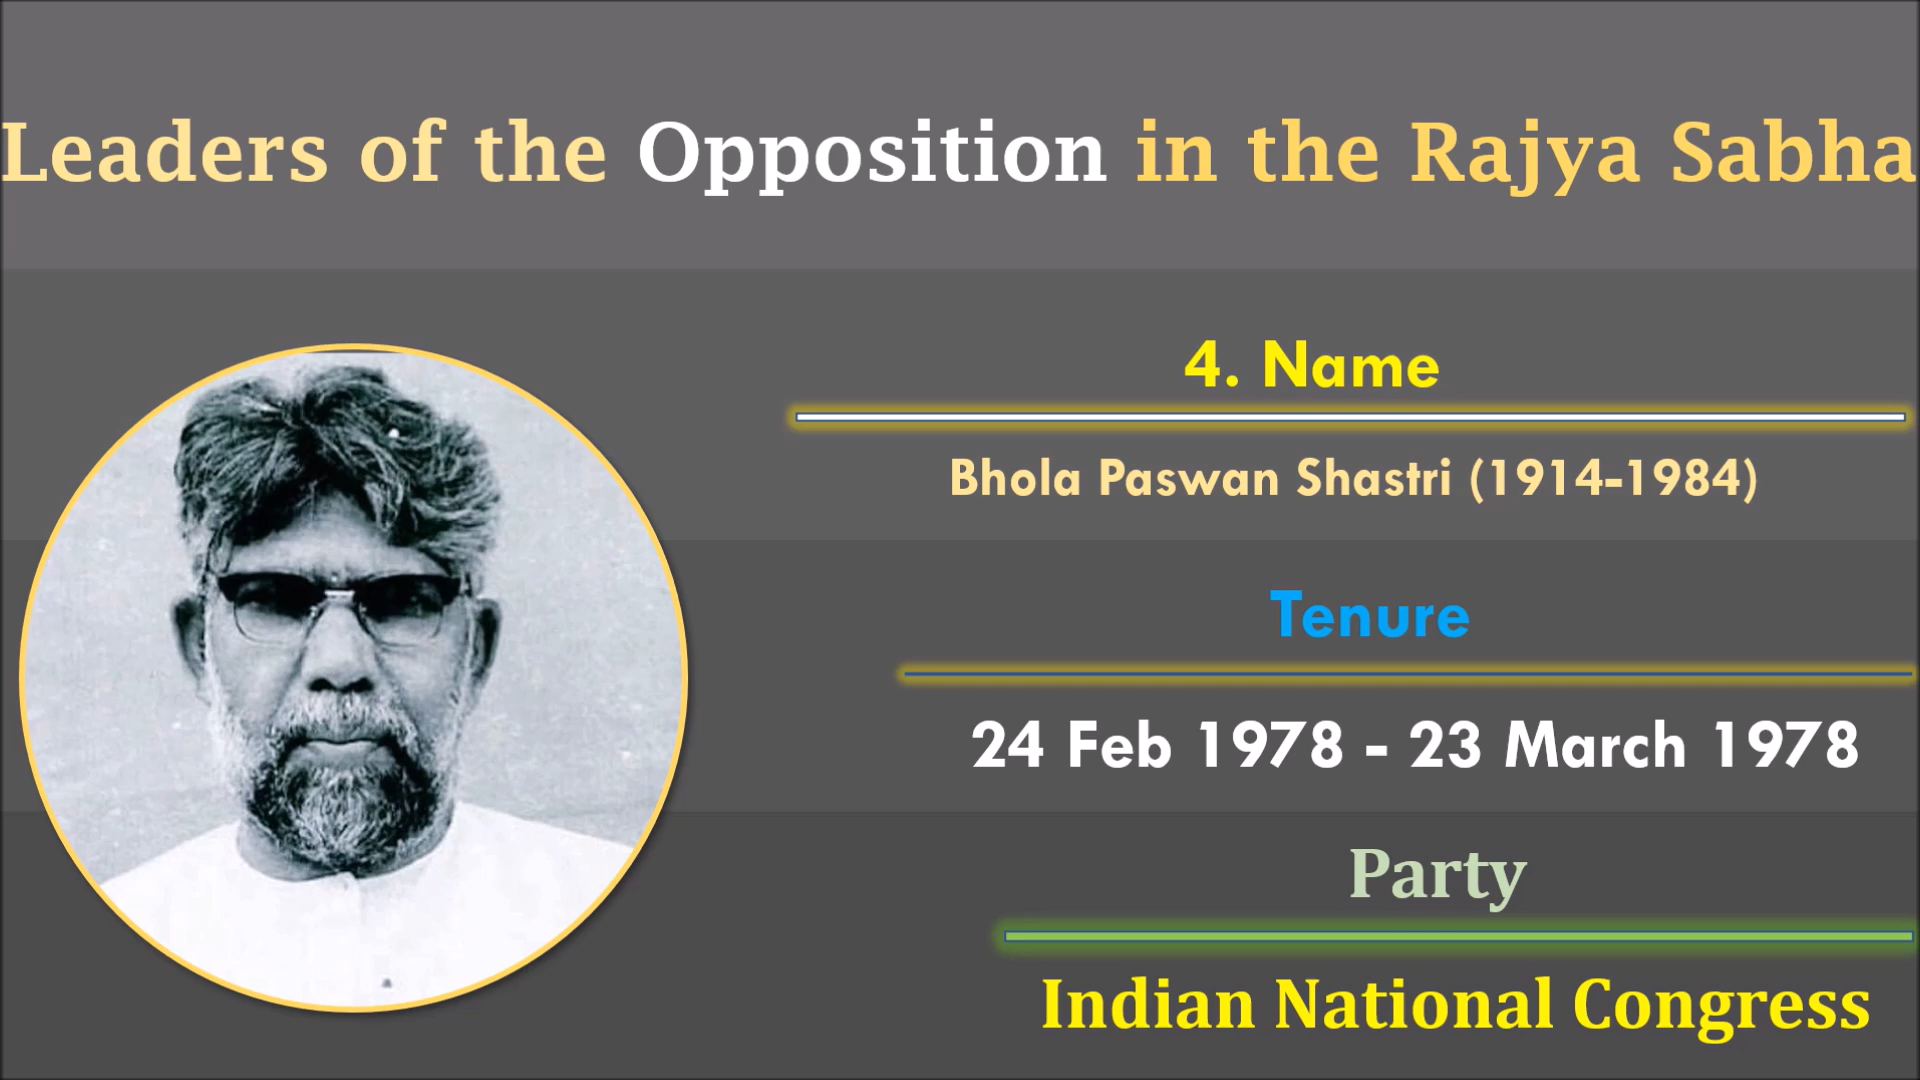 Leaders of the Opposition in the Rajya Sabha
4. Name
Bhola Paswan Shastri (1914-1984)
Tenure
24 Feb 1978 - 23 March 1978
Party
Indian National Congress